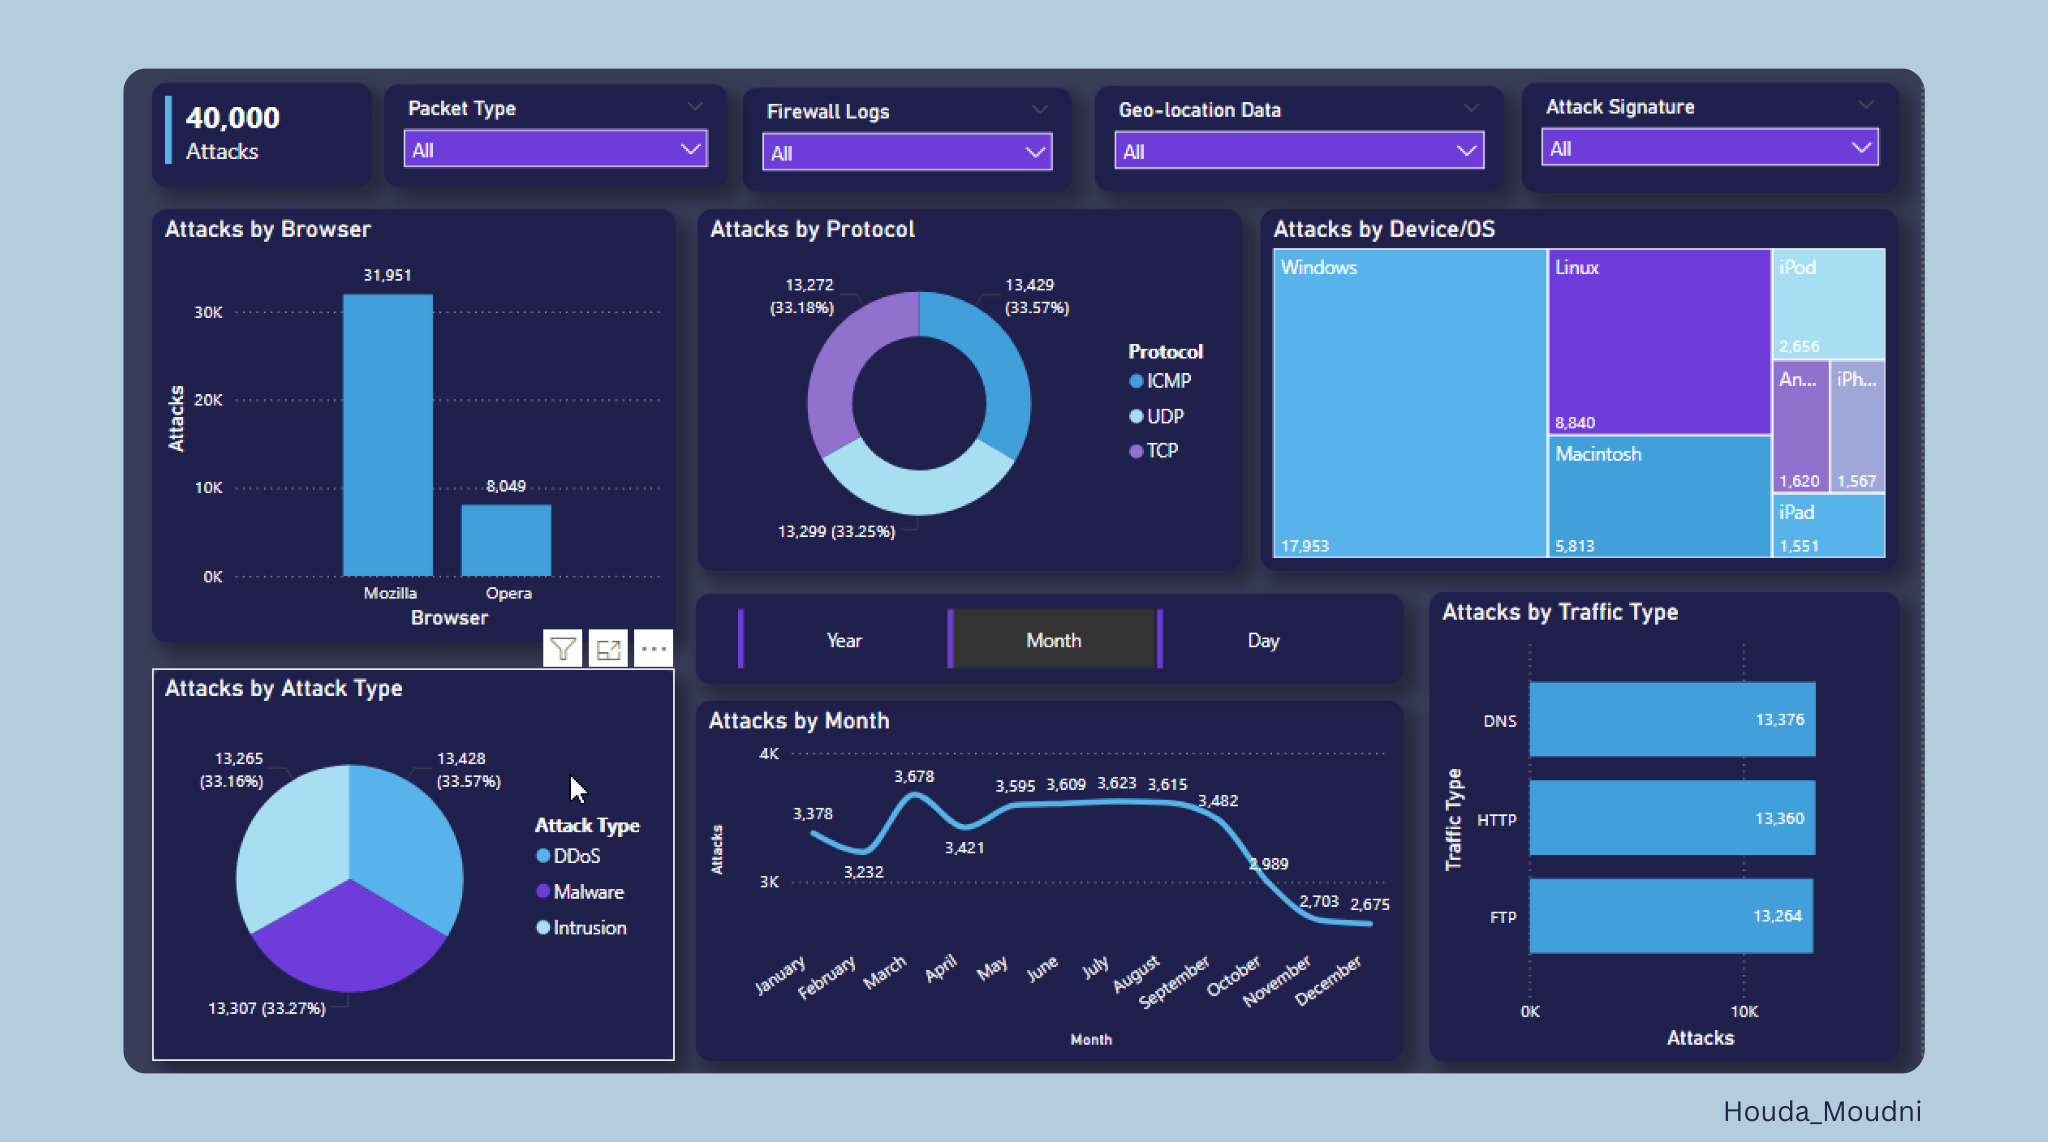 40,000
Attacks
Packet Type
All
Firewall Logs
All
Geo-location Data
All
Attack Signature
All
Attacks by Browser
31,951
8,049
30K
20K
10K
0K
Attacks
Mozilla
Opera
Browser
Attacks by Protocol
13,272
(33.18%)
13,429
(33.57%)
13,299 (33.25%)
Protocol
ICMP
UDP
TCP
Attacks by Device/OS
Windows
17,953
Linux
8,840
Macintosh
5,813
iPod
2,656
An...
1,620
iPh...
1,567
iPad
1,551
Year
Month
Day
Attacks by Attack Type
13,265
(33.16%)
13,428
(33.57%)
13,307 (33.27%)
Attack Type
DDoS
Malware
Intrusion
Attacks by Month
4K
3K
Attacks
3,378
3,232
3,678
3,421
3,595
3,609
3,623
3,615
3,482
2,989
2,703
2,675
January
February
March
April
May
June
July
August
September
October
November
December
Month
Attacks by Traffic Type
Traffic Type
DNS
13,376
HTTP
13,360
FTP
13,264
0K
10K
Attacks
Houda_Moudni